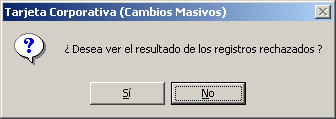 Tarjeta Corporativa (Cambios Masivos)
¿ Desea ver el resultado de los registros rechazados ?
Sí
No